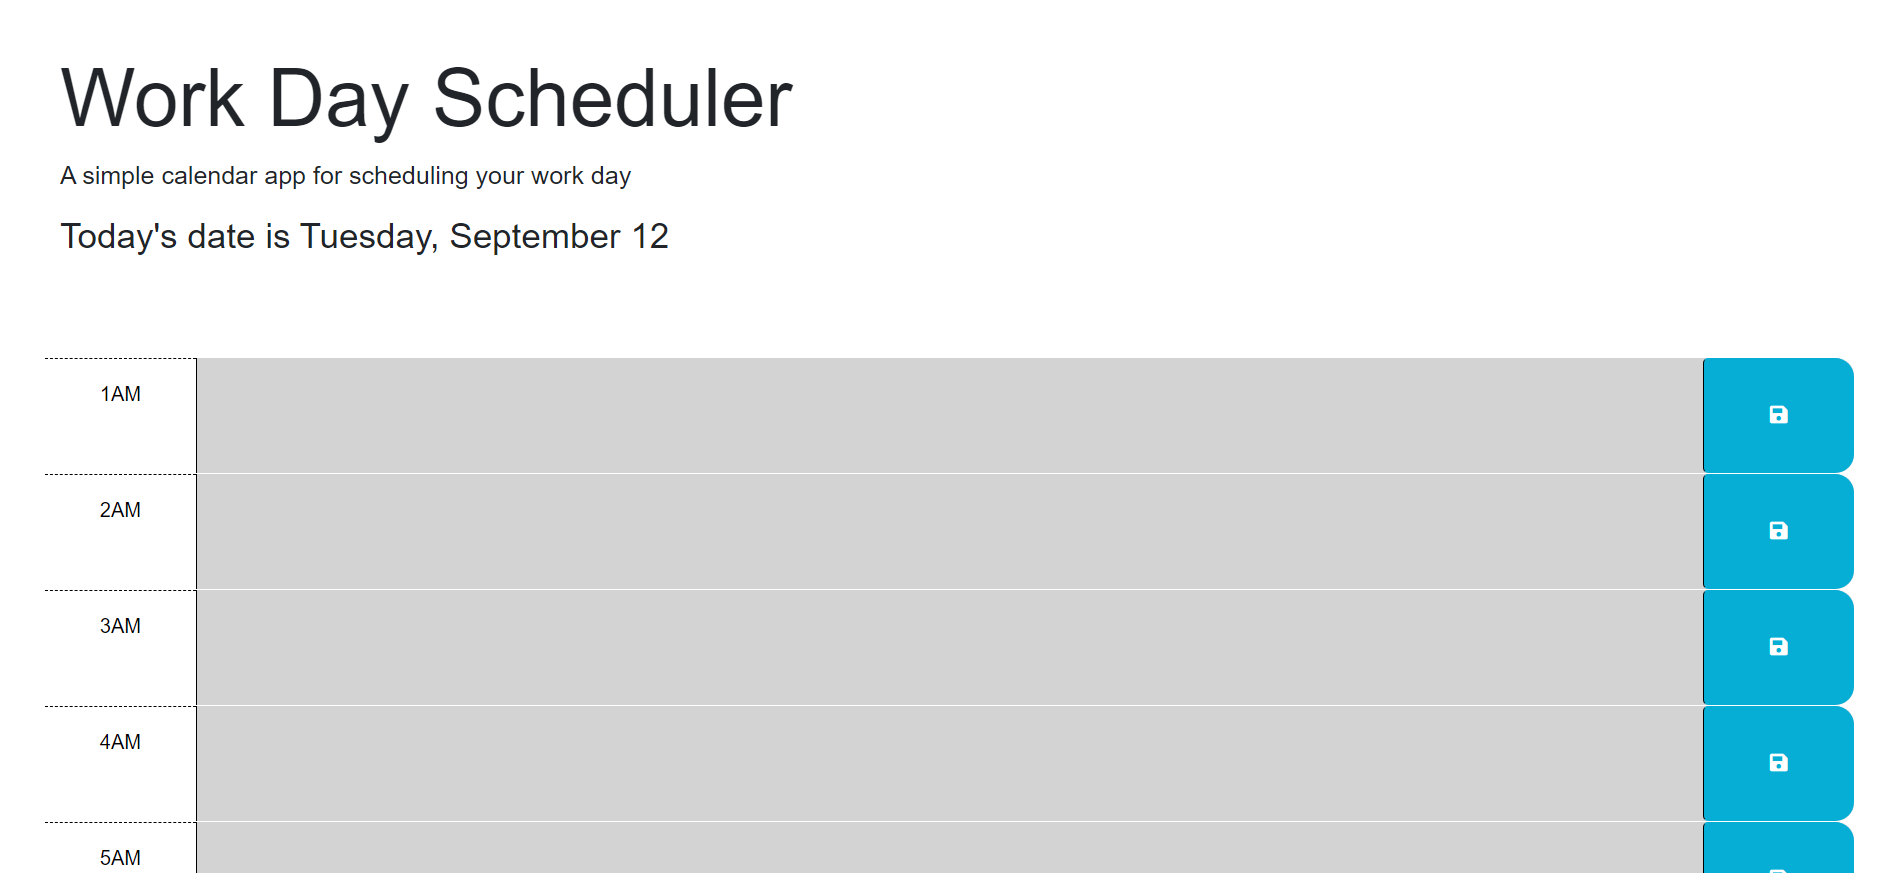 Work Day Scheduler
A simple calendar app for scheduling your work day
Today's date is Tuesday, September 12
1AM
2AM
3AM
4AM
5AM